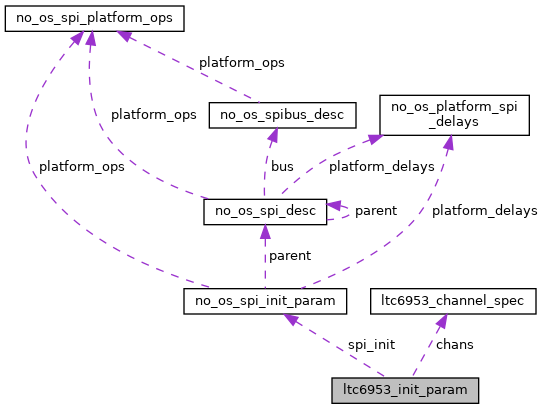 no_os_spi_platform_ops
platform_ops
no_os_platform_spi
_delays
no_os_spibus_desc
platform_ops
platform_ops
bus
platform_delays
no_os_spi_desc
parent
platform_delays
parent
no_os_spi_init_param
ltc6953_channel_spec
spi_init
chans
ltc6953_init_param